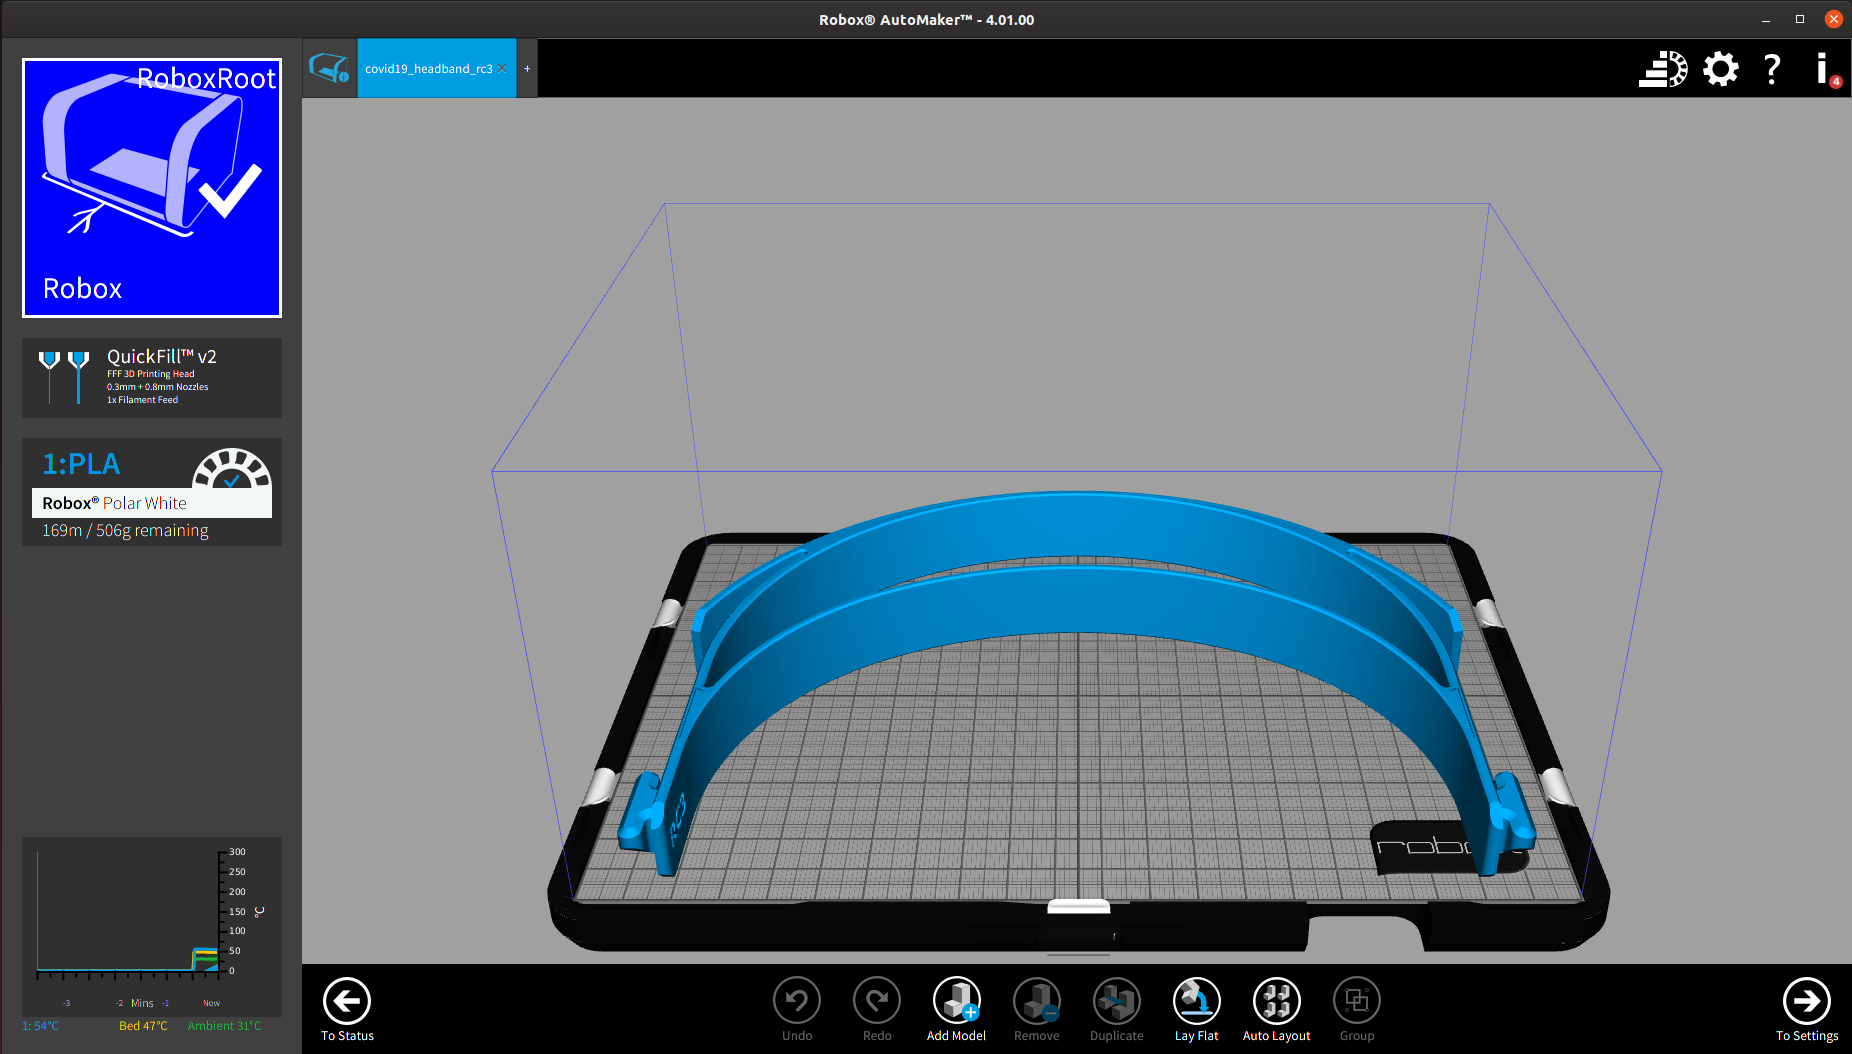 Robox® AutoMaker™ - 4.01.00
RoboxRoot
Robox
covid19_headband_rc3
+
?
i
4
QuickFill™ v2
FFF 3D Printing Head
0.3mm + 0.8mm Nozzles
1x Filament Feed
1:PLA
Robox® Polar White
169m / 506g remaining
RC3
300
250
200
150
100
50
0
°C
-3 -2 Mins -1 Now
1: 54°C Bed 47°C Ambient 31°C
To Status
Undo
Redo
Add Model
Remove
Duplicate
Lay Flat
Auto Layout
Group
To Settings